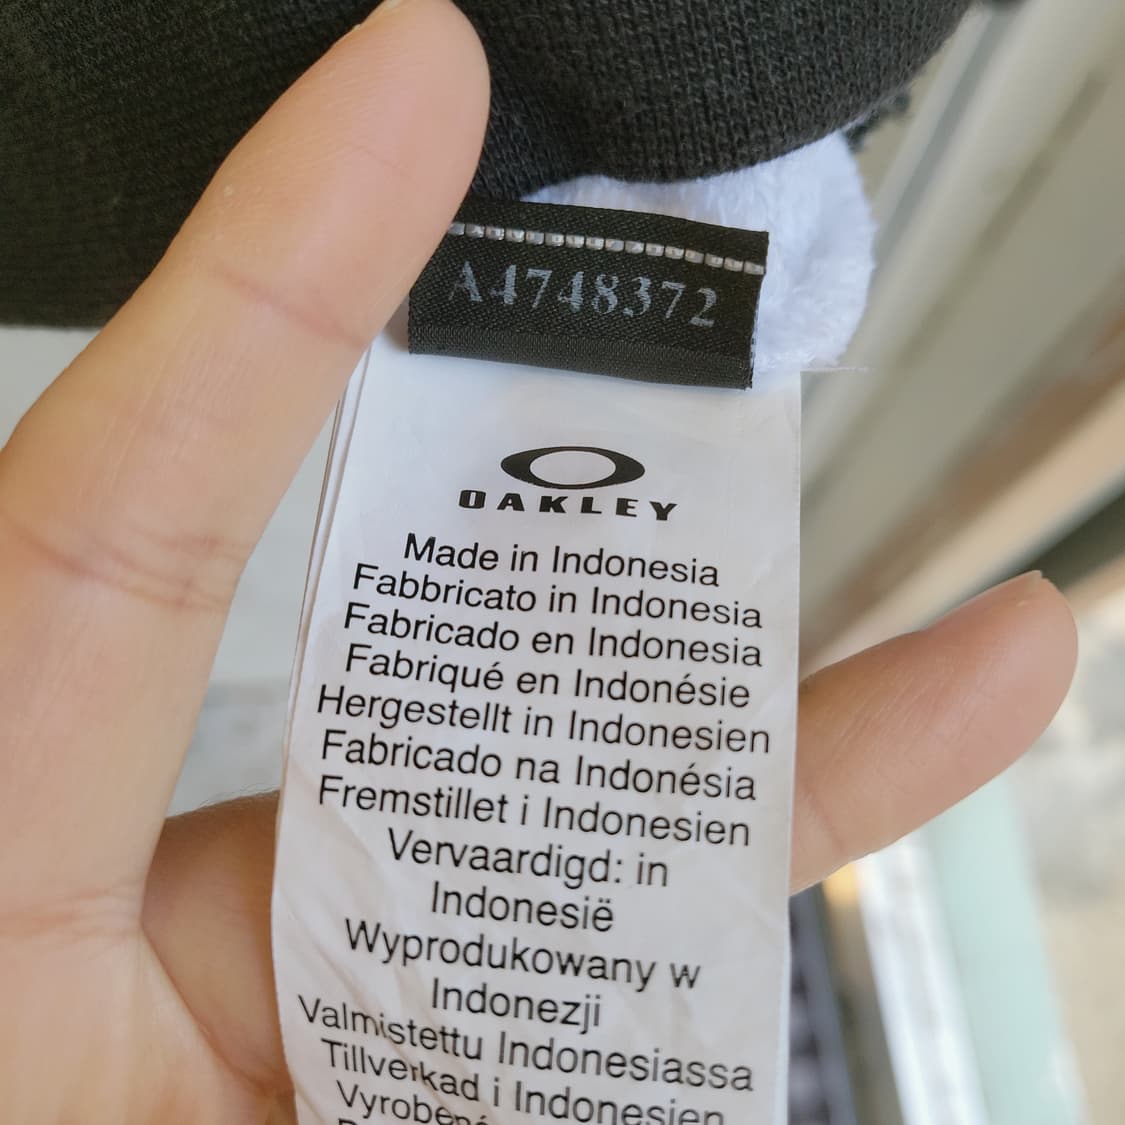 A4748372
OAKLEY
Made in Indonesia
Fabbricato in Indonesia
Fabricado en Indonesia
Fabriqué en Indonésie
Hergestellt in Indonesien
Fabricado na Indonésia
Fremstillet i Indonesien
Vervaardigd: in
Indonesië
Wyprodukowany w
Indonezji
Valmistettu Indonesiassa
Tillverkad i Indonesien
Vyrobené